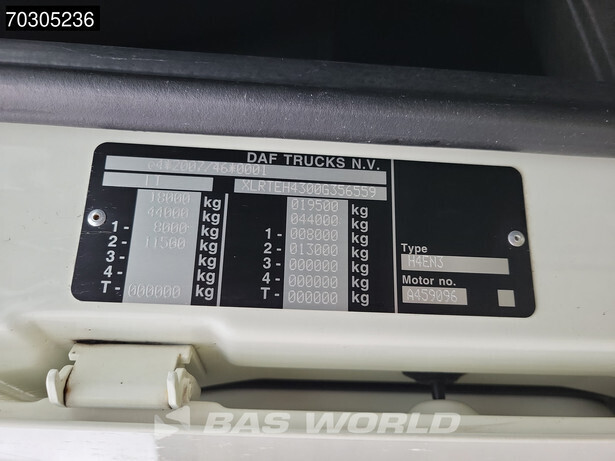 70305236
DAF TRUCKS N.V.
e4*2007/46*0001
XLRTEH4300G356559
18000 kg 019500 kg
44000 kg 044000 kg
1- 8000 kg 1- 008000 kg
2- 11500 kg 2- 013000 kg
3- kg 3- 000000 kg
4- kg 4- 000000 kg
T- 000000 kg T- 000000 kg
Type
H4EN3
Motor no.
A459096
BAS WORLD